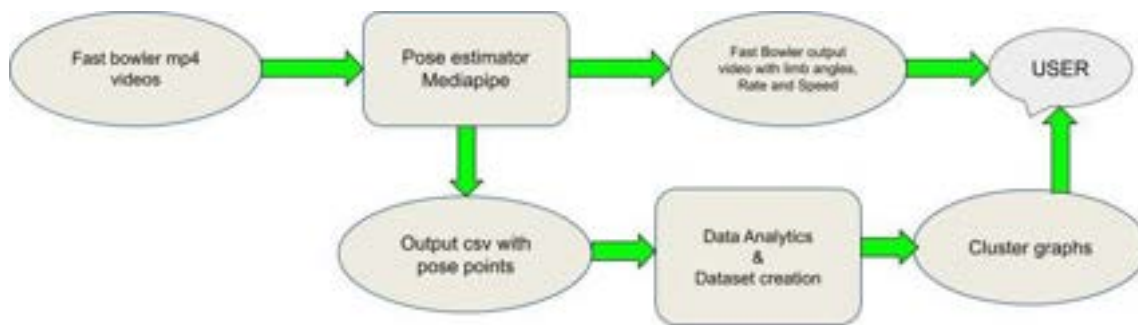 Fast bowler mp4
videos
Pose estimator
Mediapipe
Fast Bowler output
video with limb angles,
Rate and Speed
USER
Output csv with
pose points
Data Analytics
&
Dataset creation
Cluster graphs